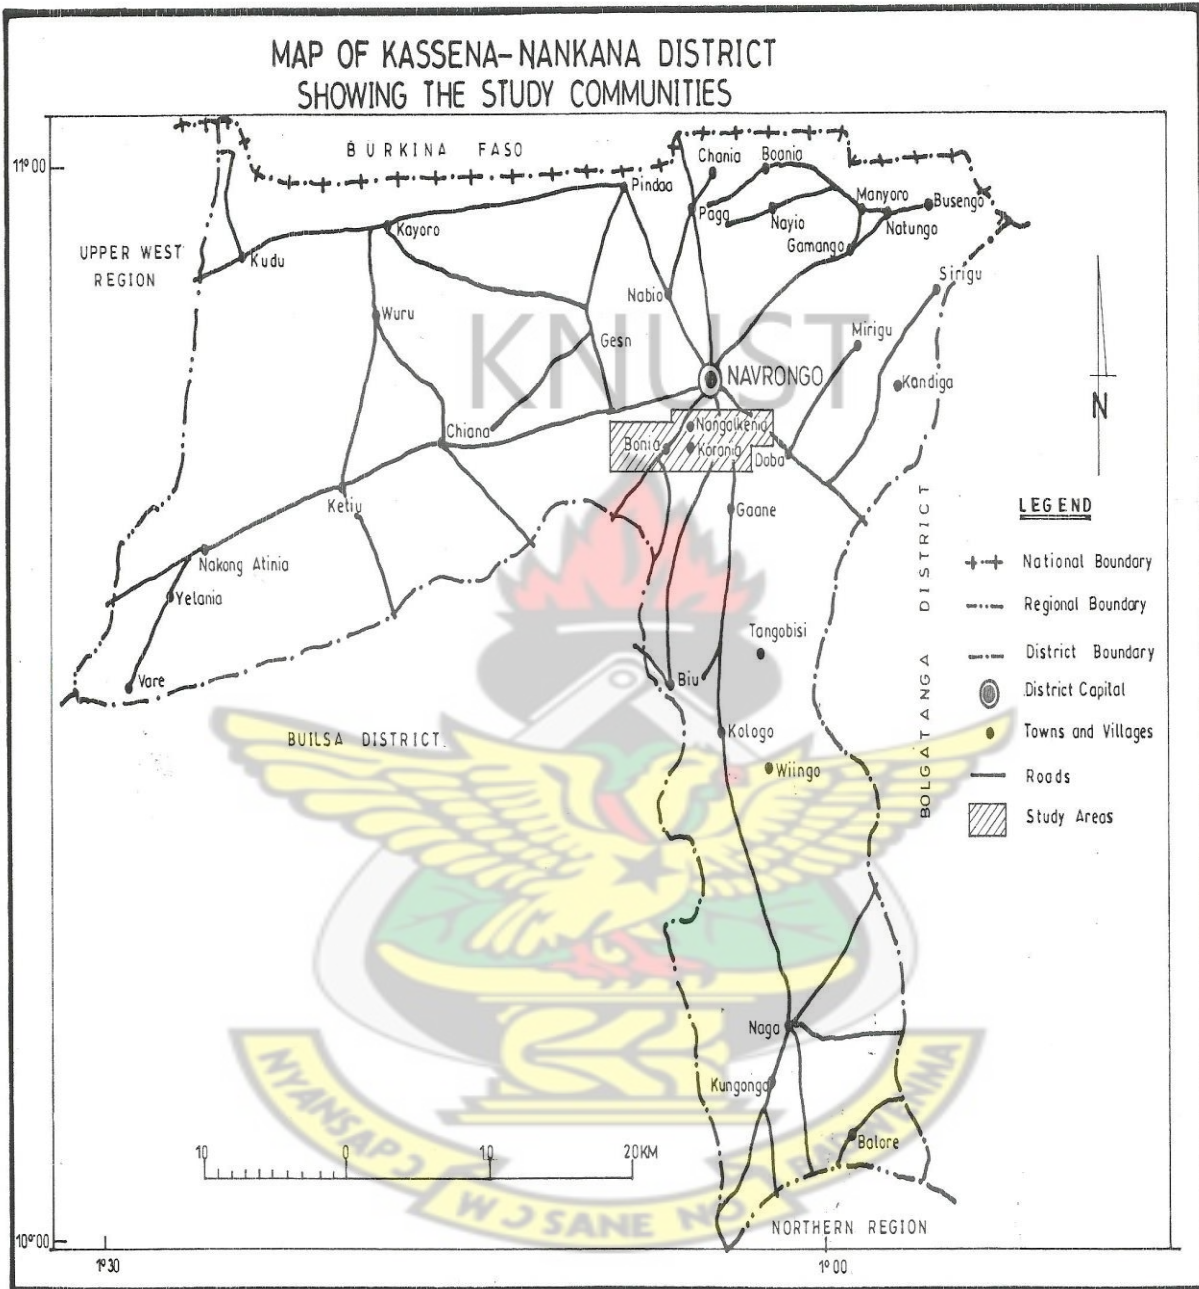 MAP OF KASSENA-NANKANA DISTRICT
SHOWING THE STUDY COMMUNITIES
11°00
BURKINA FASO
Chania
Boania
Pindaa
Paga
Nayio
Manyoro
Busengo
Natungo
Gamango
Kayoro
UPPER WEST
REGION
Kudu
Sirigu
Nabio
Wuru
KNUST
Gesn
Mirigu
NAVRONGO
Kandiga
N
Nangalkenia
Chiana
Bonia
Korania
Doba
Ketiu
Gaane
LEGEND
National Boundary
Regional Boundary
District Boundary
District Capital
Towns and Villages
Roads
Study Areas
BOLGATANGA DISTRICT
Nakong Atinia
Yelania
Tangobisi
Vare
Biu
BUILSA DISTRICT
Kologo
Wiingo
Naga
Kungongo
Balore
10 0 10 20KM
NYANSAPƆ WƆSANE NO
NORTHERN REGION
10°00
1°30
1°00